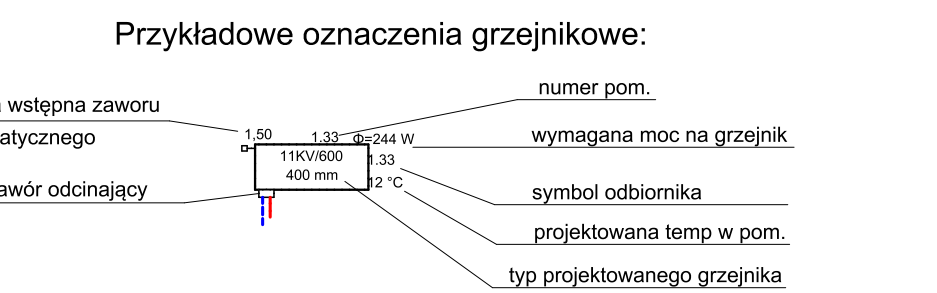 Przykładowe oznaczenia grzejnikowe:
wstępna zaworu
atycznego
awór odcinający
1,50
1.33
Φ=244 W
11KV/600
400 mm
1.33
12 °C
numer pom.
wymagana moc na grzejnik
symbol odbiornika
projektowana temp w pom.
typ projektowanego grzejnika